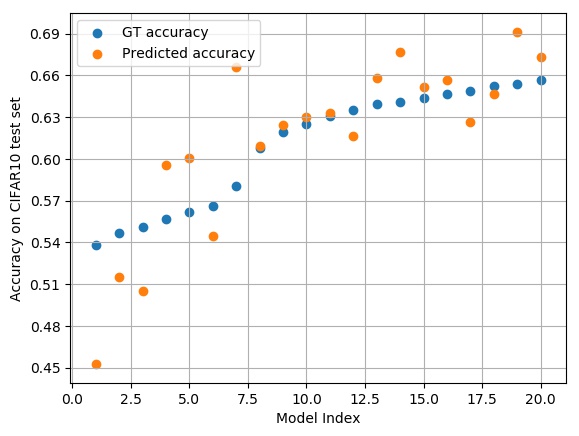 GT accuracy
Predicted accuracy
Accuracy on CIFAR10 test set
0.69
0.66
0.63
0.60
0.57
0.54
0.51
0.48
0.45
0.0 2.5 5.0 7.5 10.0 12.5 15.0 17.5 20.0
Model Index